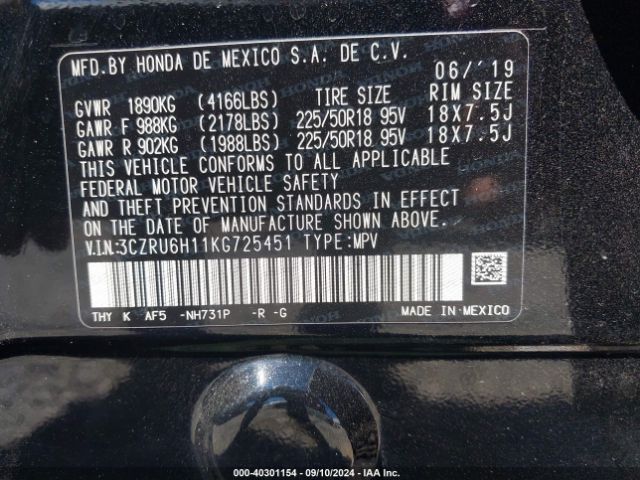 MFD.BY HONDA DE MEXICO S.A. DE C.V.
06/'19
GVWR 1890KG (4166LBS) TIRE SIZE RIM SIZE
GAWR F 988KG (2178LBS) 225/50R18 95V 18X7.5J
GAWR R 902KG (1988LBS) 225/50R18 95V 18X7.5J
THIS VEHICLE CONFORMS TO ALL APPLICABLE
FEDERAL MOTOR VEHICLE SAFETY
AND THEFT PREVENTION STANDARDS IN EFFECT
ON THE DATE OF MANUFACTURE SHOWN ABOVE
V.I.N:3CZRU6H11KG725451 TYPE:MPV
THY K AF5 -NH731P -R -G MADE IN MEXICO
000-40301154 - 09/10/2024 - IAA Inc.